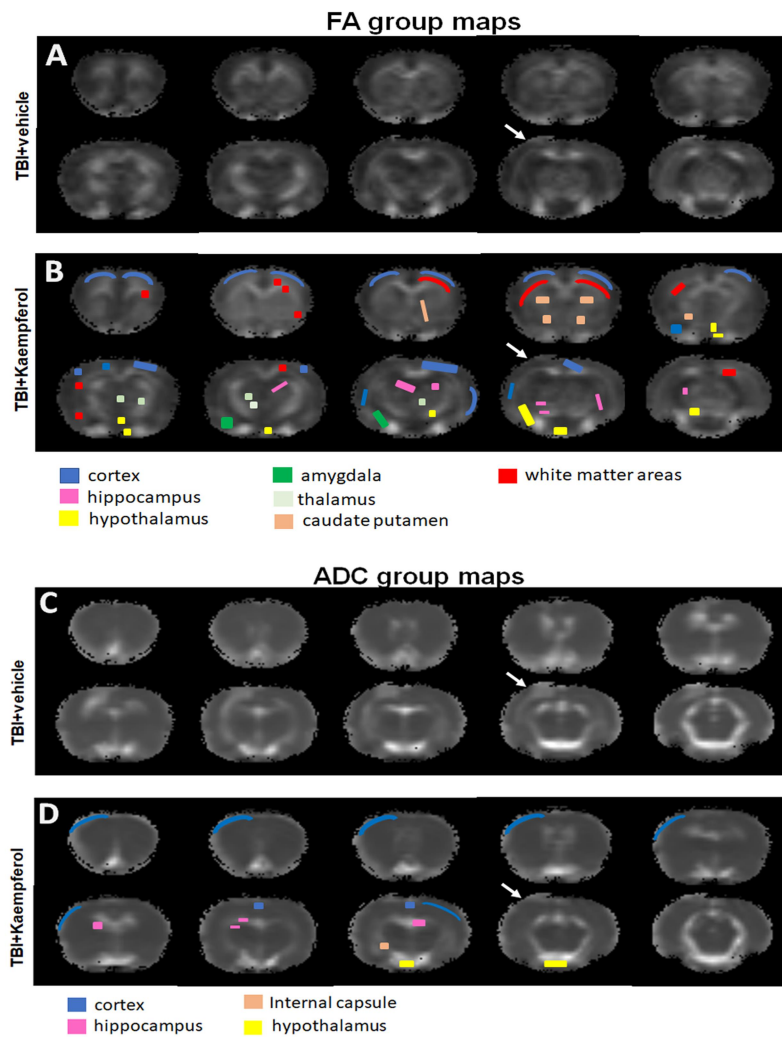 FA group maps
A
TBI+vehicle
B
TBI+Kaempferol
cortex
amygdala
white matter areas
hippocampus
thalamus
hypothalamus
caudate putamen
ADC group maps
C
TBI+vehicle
D
TBI+Kaempferol
cortex
Internal capsule
hippocampus
hypothalamus